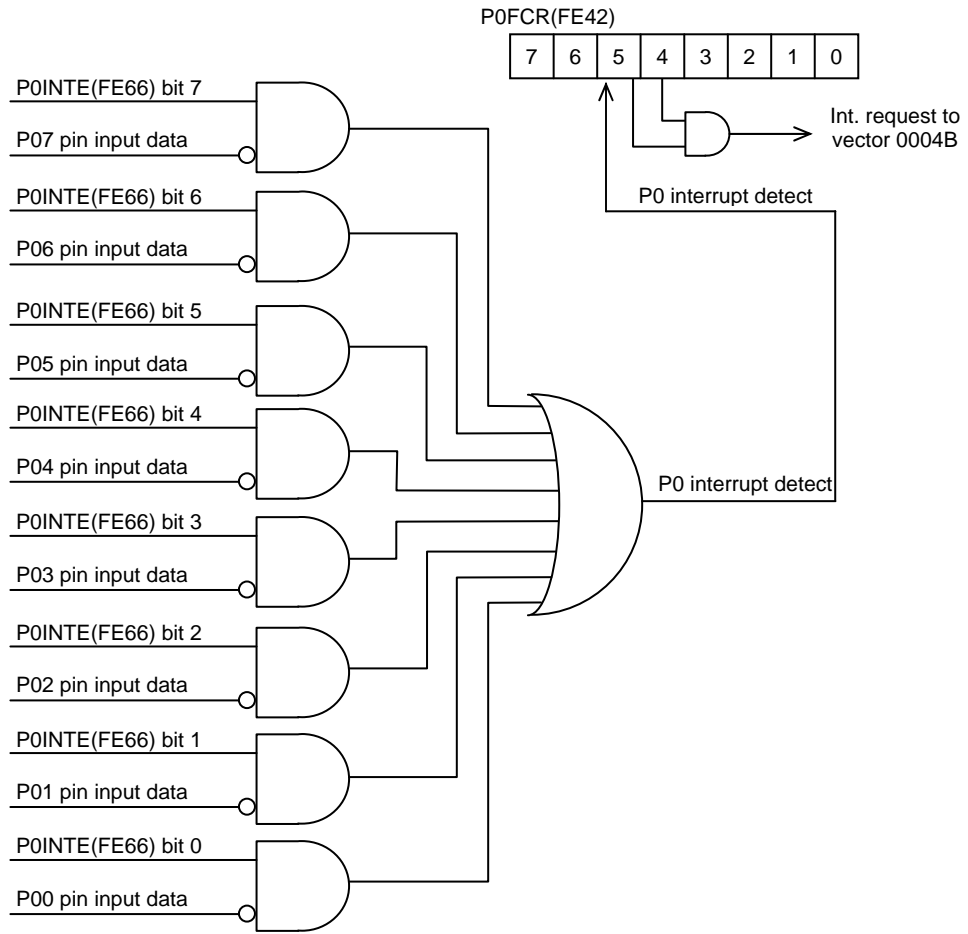 P0FCR(FE42)
7 6 5 4 3 2 1 0
Int. request to
vector 0004B
P0 interrupt detect
P0INTE(FE66) bit 7
P07 pin input data
P0INTE(FE66) bit 6
P06 pin input data
P0INTE(FE66) bit 5
P05 pin input data
P0INTE(FE66) bit 4
P04 pin input data
P0 interrupt detect
P0INTE(FE66) bit 3
P03 pin input data
P0INTE(FE66) bit 2
P02 pin input data
P0INTE(FE66) bit 1
P01 pin input data
P0INTE(FE66) bit 0
P00 pin input data